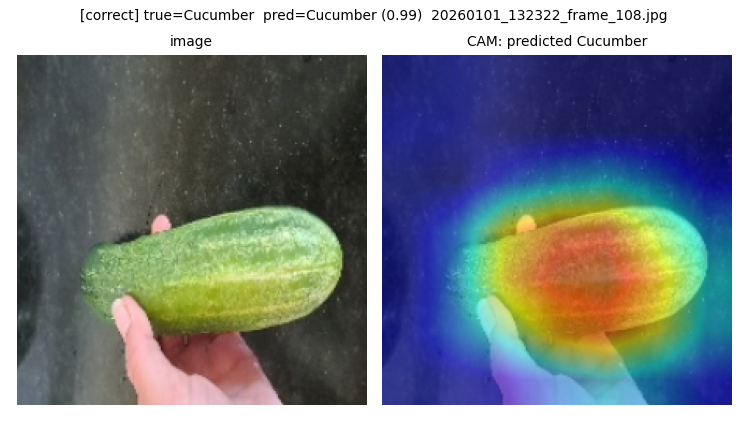 [correct] true=Cucumber  pred=Cucumber (0.99)  20260101_132322_frame_108.jpg
image
CAM: predicted Cucumber